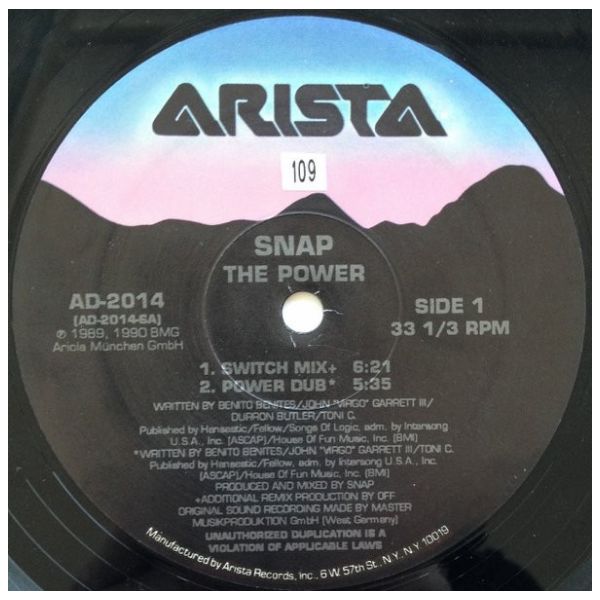 ARISTA
109
SNAP
THE POWER
AD-2014
(AD-2014-SA)
℗ 1989, 1990 BMG
Ariola München GmbH
SIDE 1
33 1/3 RPM
1. SWITCH MIX+ 6:21
2. POWER DUB* 5:35
WRITTEN BY BENITO BENITES/JOHN "VIRGO" GARRETT III/
DURRON BUTLER/TONI C.
Published by Hanseatic/Fellow/Songs Of Logic, adm. by Intersong
U.S.A., Inc. (ASCAP)/House Of Fun Music, Inc. (BMI)
*WRITTEN BY BENITO BENITES/JOHN "VIRGO" GARRETT III/TONI C.
Published by Hanseatic/Fellow, adm. by Intersong U.S.A., Inc.
(ASCAP)/House Of Fun Music, Inc. (BMI)
PRODUCED AND MIXED BY SNAP
+ADDITIONAL REMIX PRODUCTION BY OFF
ORIGINAL SOUND RECORDING MADE BY MASTER
MUSIKPRODUKTION GmbH (West Germany)
UNAUTHORIZED DUPLICATION IS A
VIOLATION OF APPLICABLE LAWS
Manufactured by Arista Records, Inc., 6 W. 57th St., N.Y., N.Y. 10019